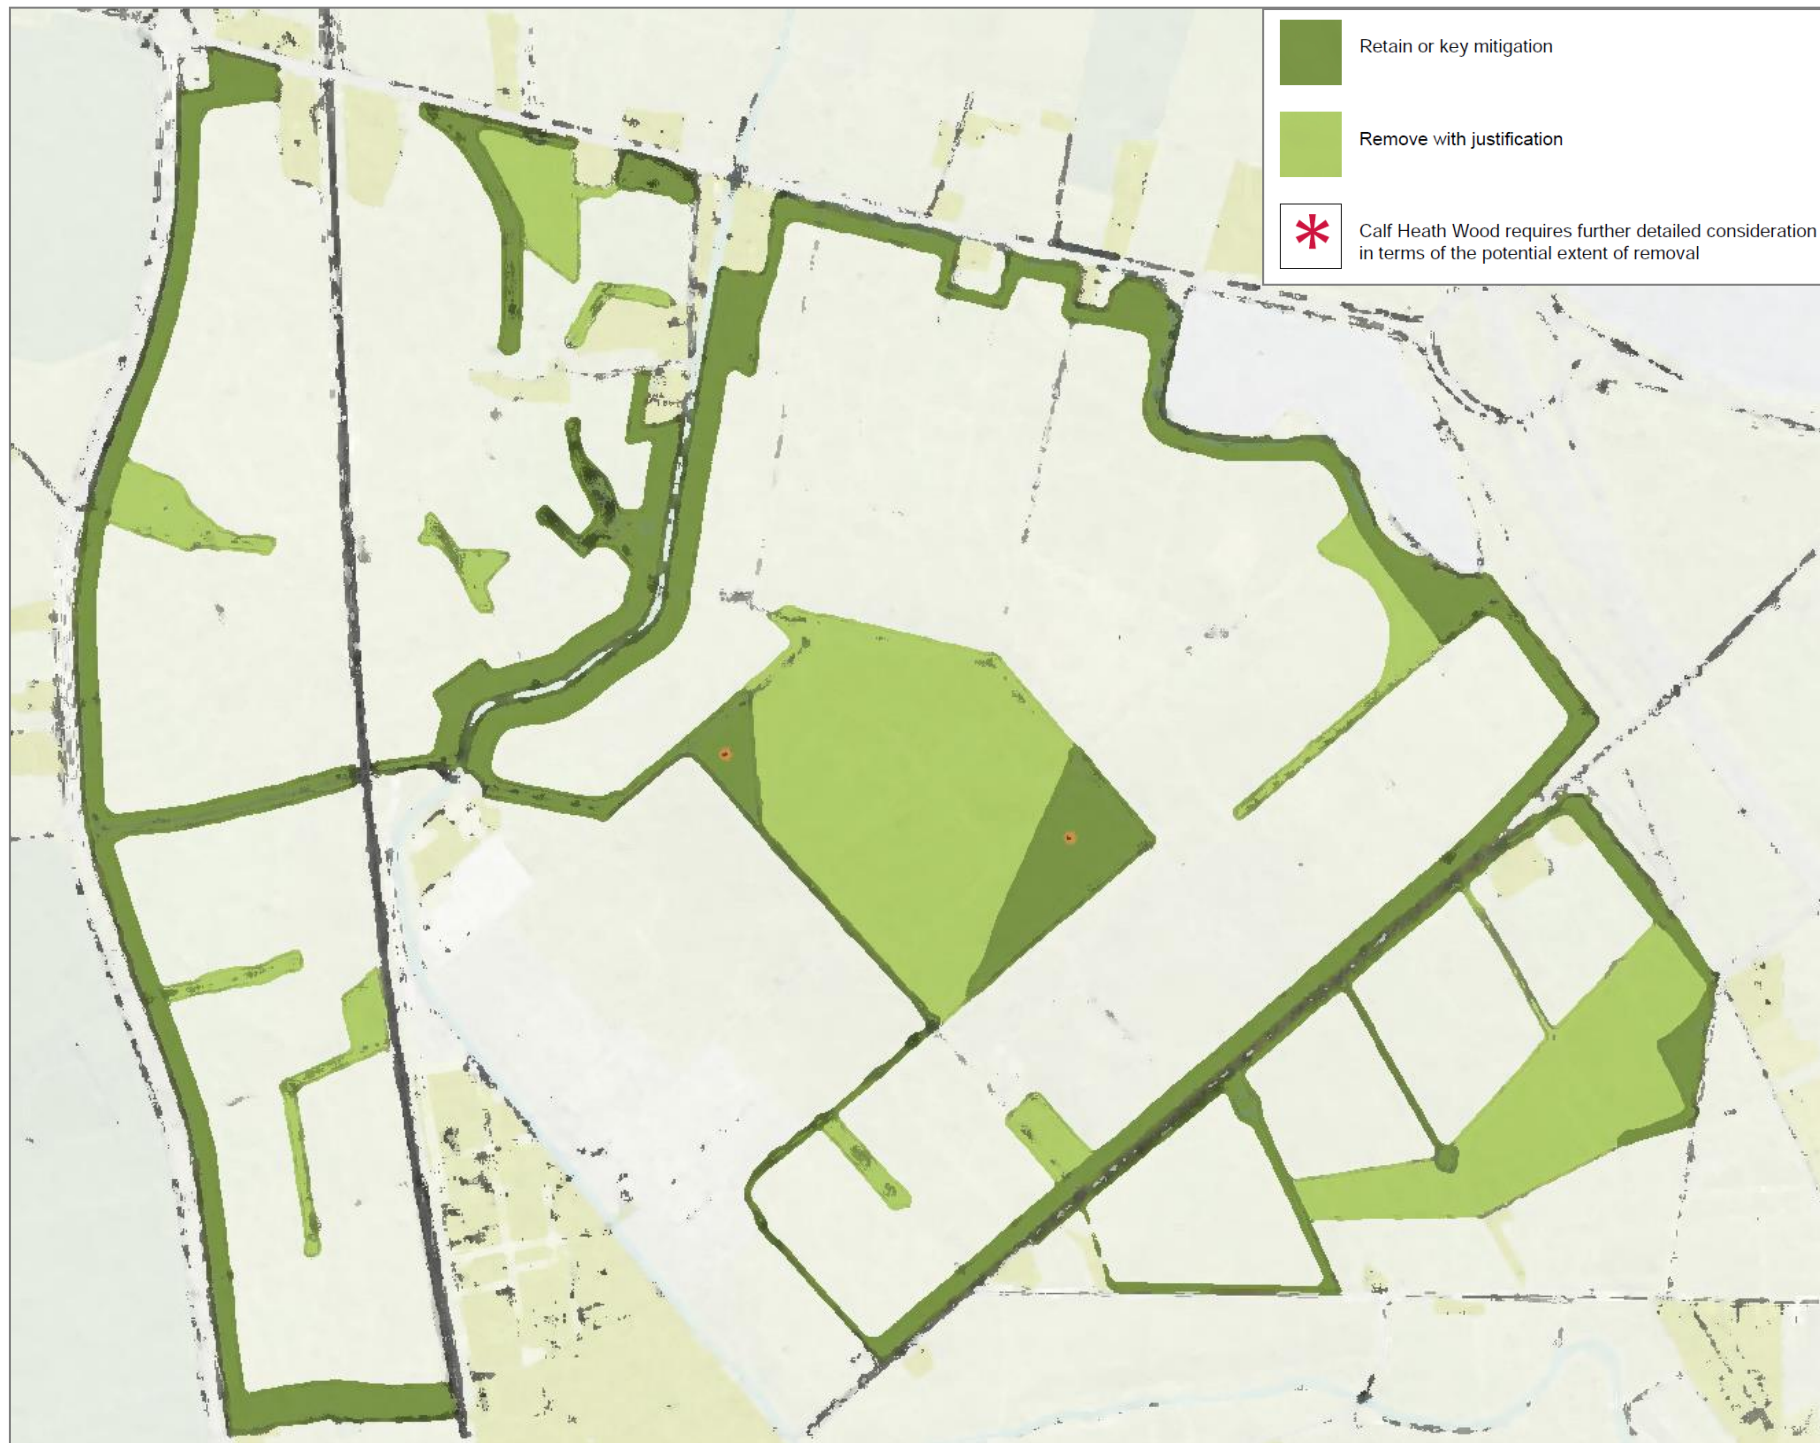 Retain or key mitigation
Remove with justification
Calf Heath Wood requires further detailed consideration
in terms of the potential extent of removal